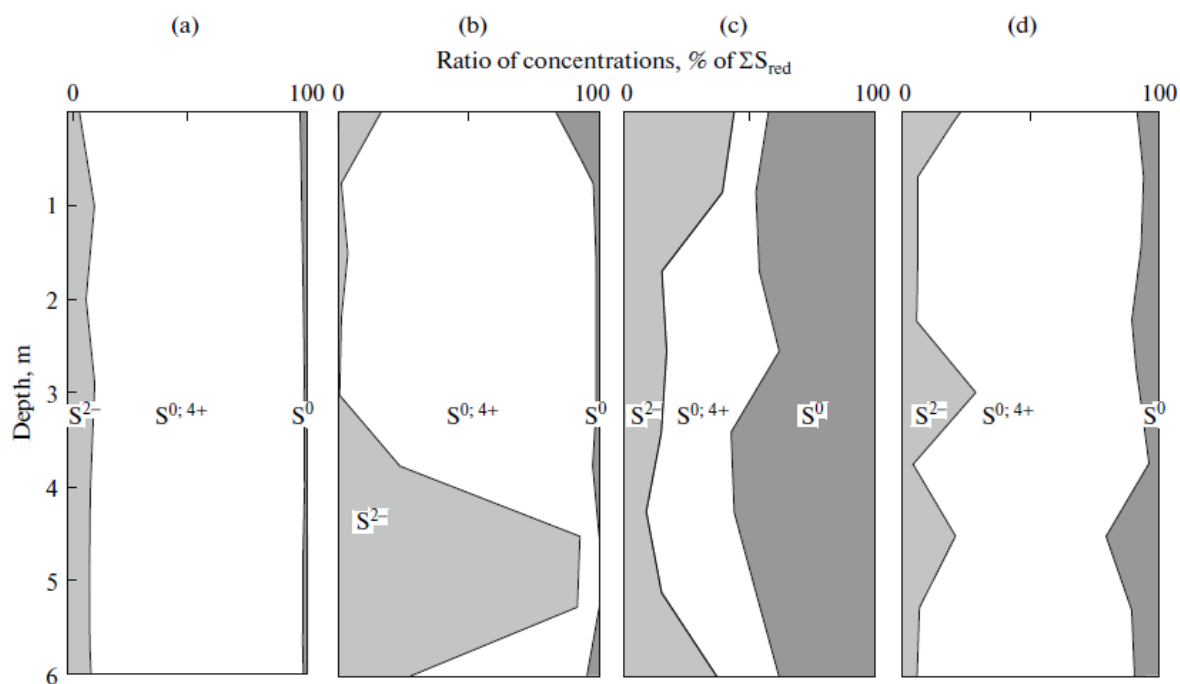 (a) (b) (c) (d)
Ratio of concentrations, % of ΣS_red
0 100 0 100 0 100 0 100
1
2
3
Depth, m
S²⁻ S⁰; ⁴⁺ S⁰ S⁰; ⁴⁺ S⁰ S²⁻ S⁰; ⁴⁺ S⁰ S²⁻ S⁰; ⁴⁺ S⁰
4
S²⁻
5
6